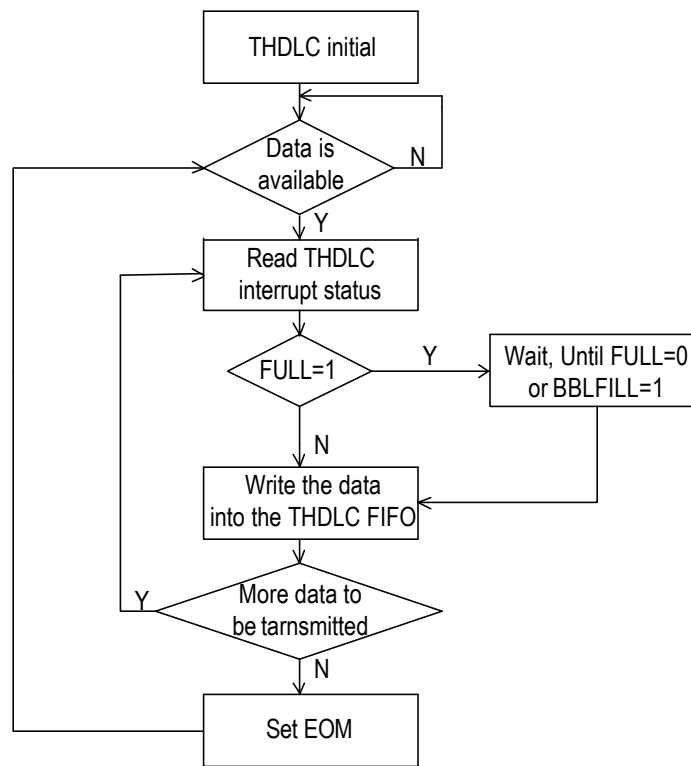 THDLC initial
Data is
available
N
Y
Read THDLC
interrupt status
FULL=1
Y
Wait, Until FULL=0
or BBLFILL=1
N
Write the data
into the THDLC FIFO
More data to
be tarnsmitted
Y
N
Set EOM